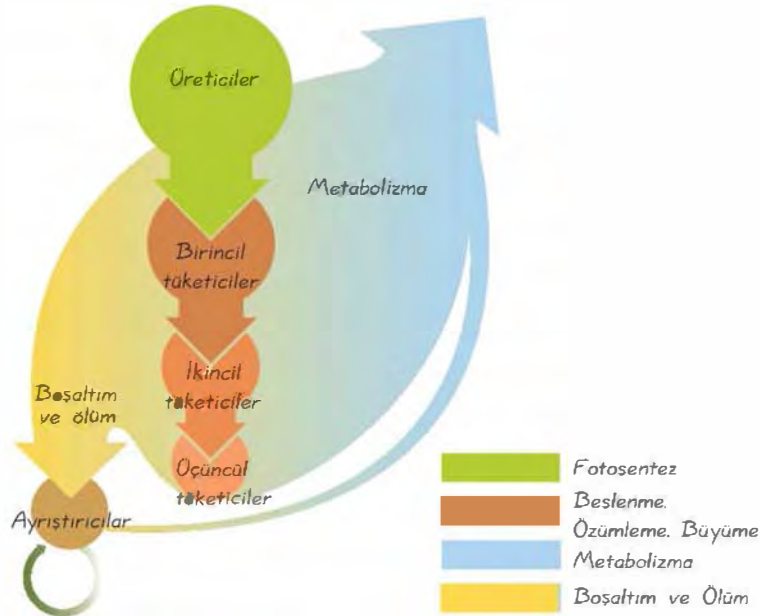 Üreticiler
Metabolizma
Birincil
tüketiciler
İkincil
tüketiciler
Boşaltım
ve ölüm
Üçüncül
tüketiciler
Ayrıştırıcılar
Fotosentez
Beslenme.
Özümleme. Büyüme
Metabolizma
Boşaltım ve Ölüm